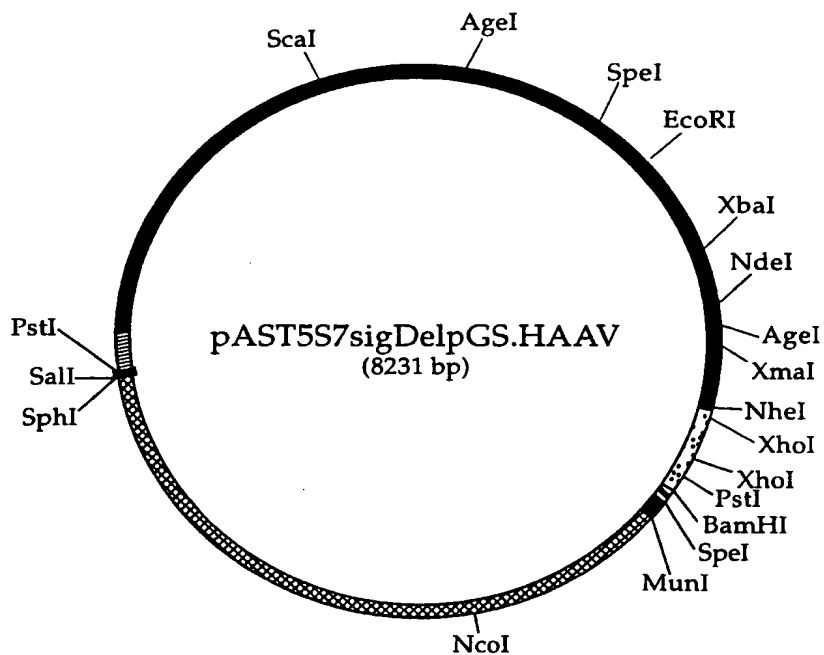 ScaI
AgeI
SpeI
EcoRI
XbaI
NdeI
AgeI
XmaI
NheI
XhoI
XhoI
PstI
BamHI
SpeI
MunI
NcoI
SphI
SalI
PstI
pAST5S7sigDelpGS.HAAV
(8231 bp)